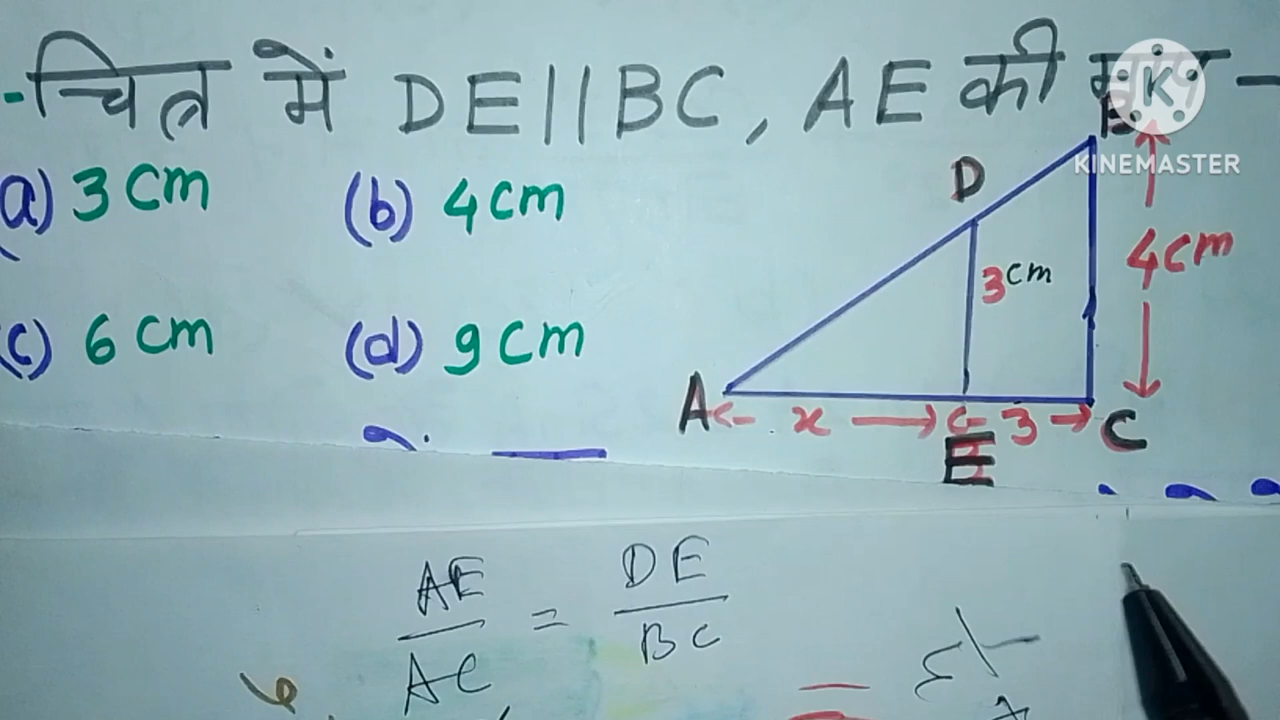 चित्र में DE||BC, AE की
KINEMASTER
(a) 3 cm (b) 4 cm
(c) 6 cm (d) 9 cm
B
D
4cm
3cm
A x 3 C
E
AE/AC = DE/BC